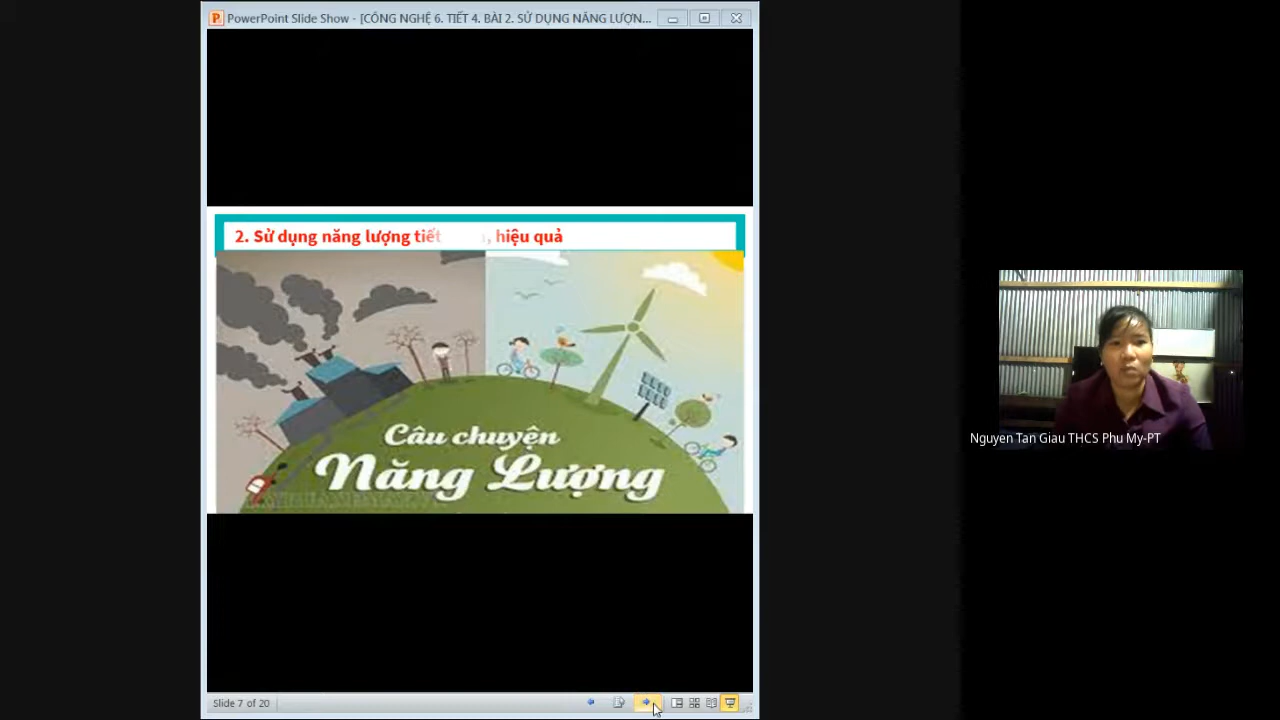 PowerPoint Slide Show - [CÔNG NGHỆ 6. TIẾT 4. BÀI 2. SỬ DỤNG NĂNG LƯỢN...
2. Sử dụng năng lượng tiết , hiệu quả
Câu chuyện
Năng Lượng
Nguyen Tan Giau THCS Phu My-PT
Slide 7 of 20